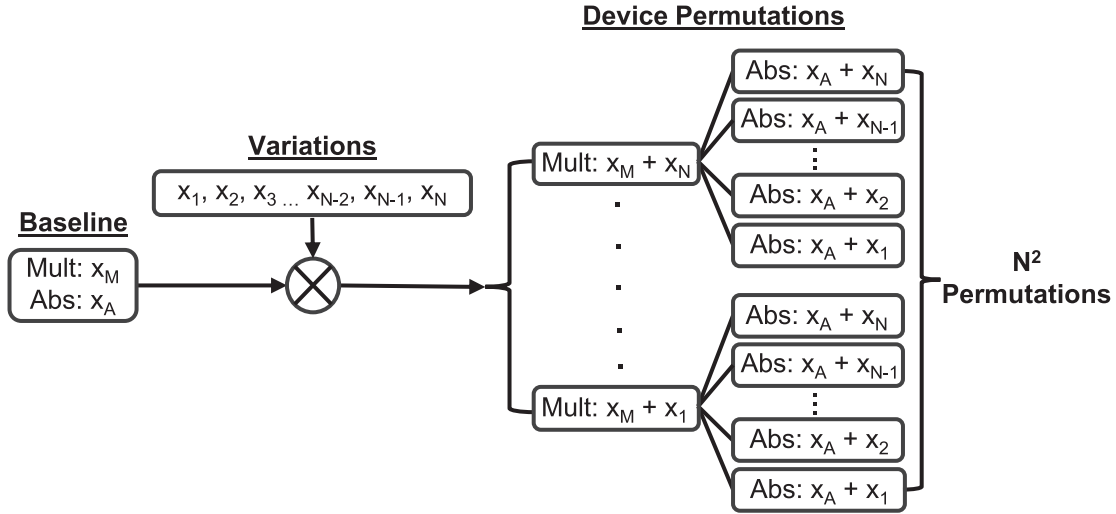 Device Permutations
Abs: x_A + x_N
Abs: x_A + x_N-1
Variations
Mult: x_M + x_N
x_1, x_2, x_3 ... x_N-2, x_N-1, x_N
Abs: x_A + x_2
Baseline
Abs: x_A + x_1
Mult: x_M
Abs: x_A
N²
Permutations
Abs: x_A + x_N
Abs: x_A + x_N-1
Mult: x_M + x_1
Abs: x_A + x_2
Abs: x_A + x_1